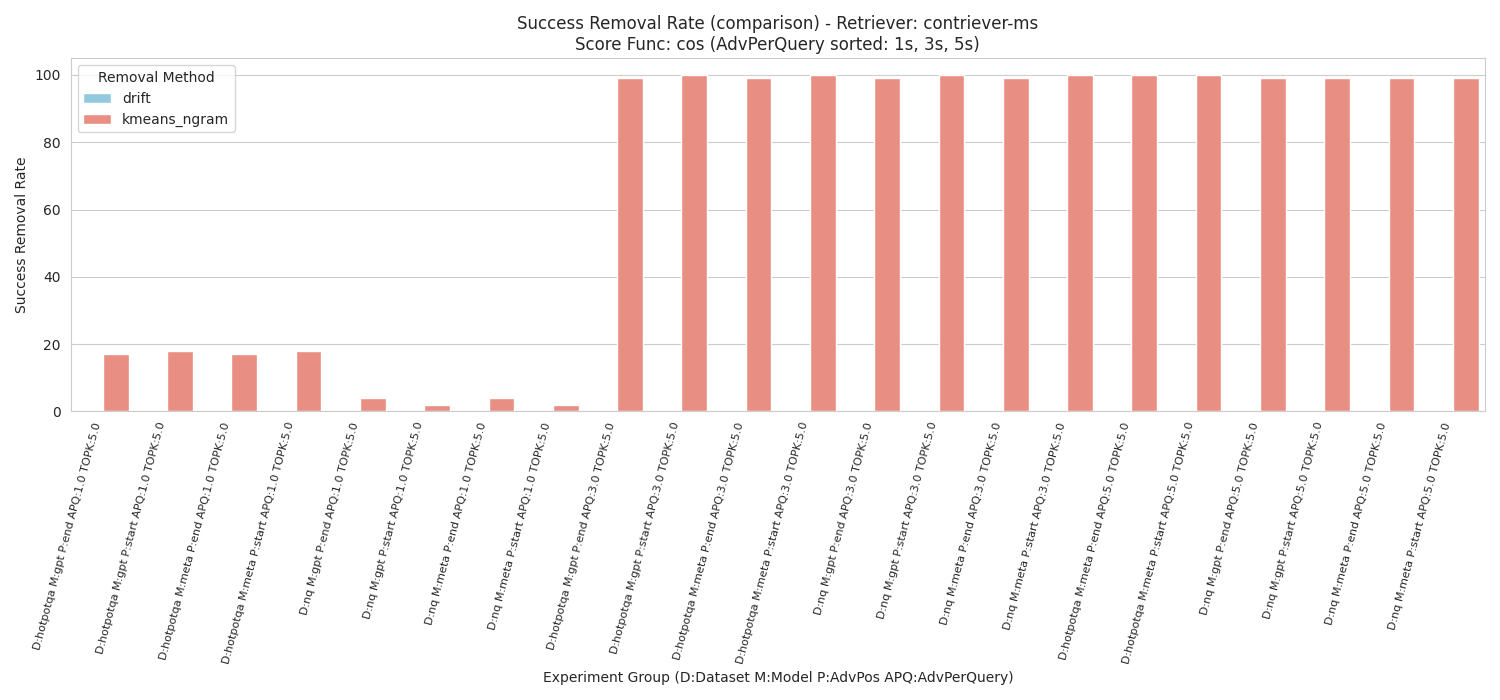 Success Removal Rate (comparison) - Retriever: contriever-ms
Score Func: cos (AdvPerQuery sorted: 1s, 3s, 5s)
Removal Method
drift
kmeans_ngram
Success Removal Rate
100
80
60
40
20
0
D:hotpotqa M:gpt P:end APQ:1.0 TOPK:5.0
D:hotpotqa M:gpt P:start APQ:1.0 TOPK:5.0
D:hotpotqa M:meta P:end APQ:1.0 TOPK:5.0
D:hotpotqa M:meta P:start APQ:1.0 TOPK:5.0
D:nq M:gpt P:end APQ:1.0 TOPK:5.0
D:nq M:gpt P:start APQ:1.0 TOPK:5.0
D:nq M:meta P:end APQ:1.0 TOPK:5.0
D:nq M:meta P:start APQ:1.0 TOPK:5.0
D:hotpotqa M:gpt P:end APQ:3.0 TOPK:5.0
D:hotpotqa M:gpt P:start APQ:3.0 TOPK:5.0
D:hotpotqa M:meta P:end APQ:3.0 TOPK:5.0
D:hotpotqa M:meta P:start APQ:3.0 TOPK:5.0
D:nq M:gpt P:end APQ:3.0 TOPK:5.0
D:nq M:gpt P:start APQ:3.0 TOPK:5.0
D:nq M:meta P:end APQ:3.0 TOPK:5.0
D:nq M:meta P:start APQ:3.0 TOPK:5.0
D:hotpotqa M:meta P:end APQ:5.0 TOPK:5.0
D:hotpotqa M:meta P:start APQ:5.0 TOPK:5.0
D:nq M:gpt P:end APQ:5.0 TOPK:5.0
D:nq M:gpt P:start APQ:5.0 TOPK:5.0
D:nq M:meta P:end APQ:5.0 TOPK:5.0
D:nq M:meta P:start APQ:5.0 TOPK:5.0
Experiment Group (D:Dataset M:Model P:AdvPos APQ:AdvPerQuery)